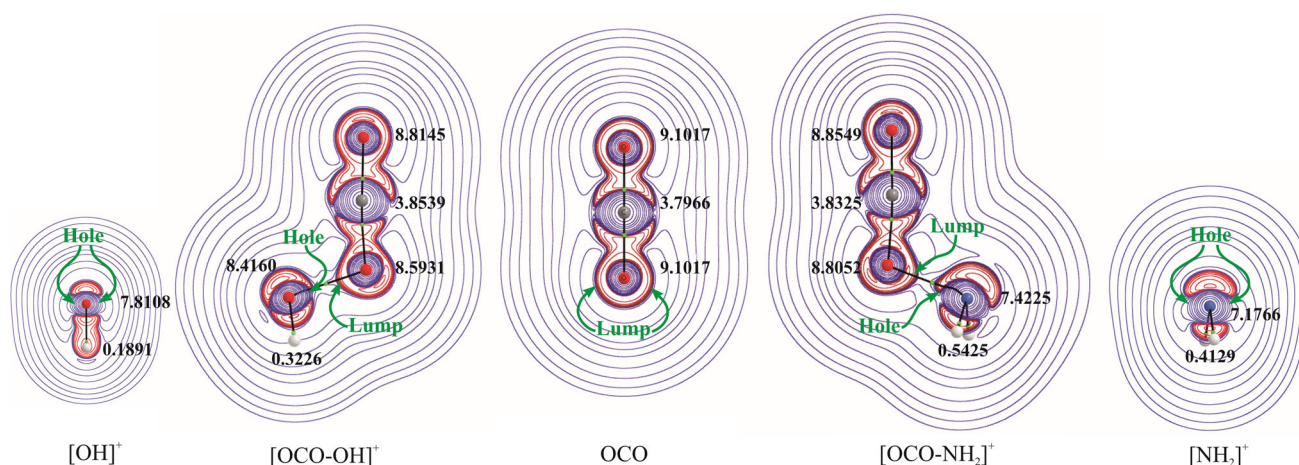 Hole
7.8108
0.1891
[OH]⁺
8.8145
3.8539
Hole
8.4160
8.5931
Lump
0.3226
[OCO-OH]⁺
9.1017
3.7966
9.1017
Lump
OCO
8.8549
3.8325
Lump
8.8052
7.4225
Hole
0.5425
[OCO-NH₂]⁺
Hole
7.1766
0.4129
[NH₂]⁺